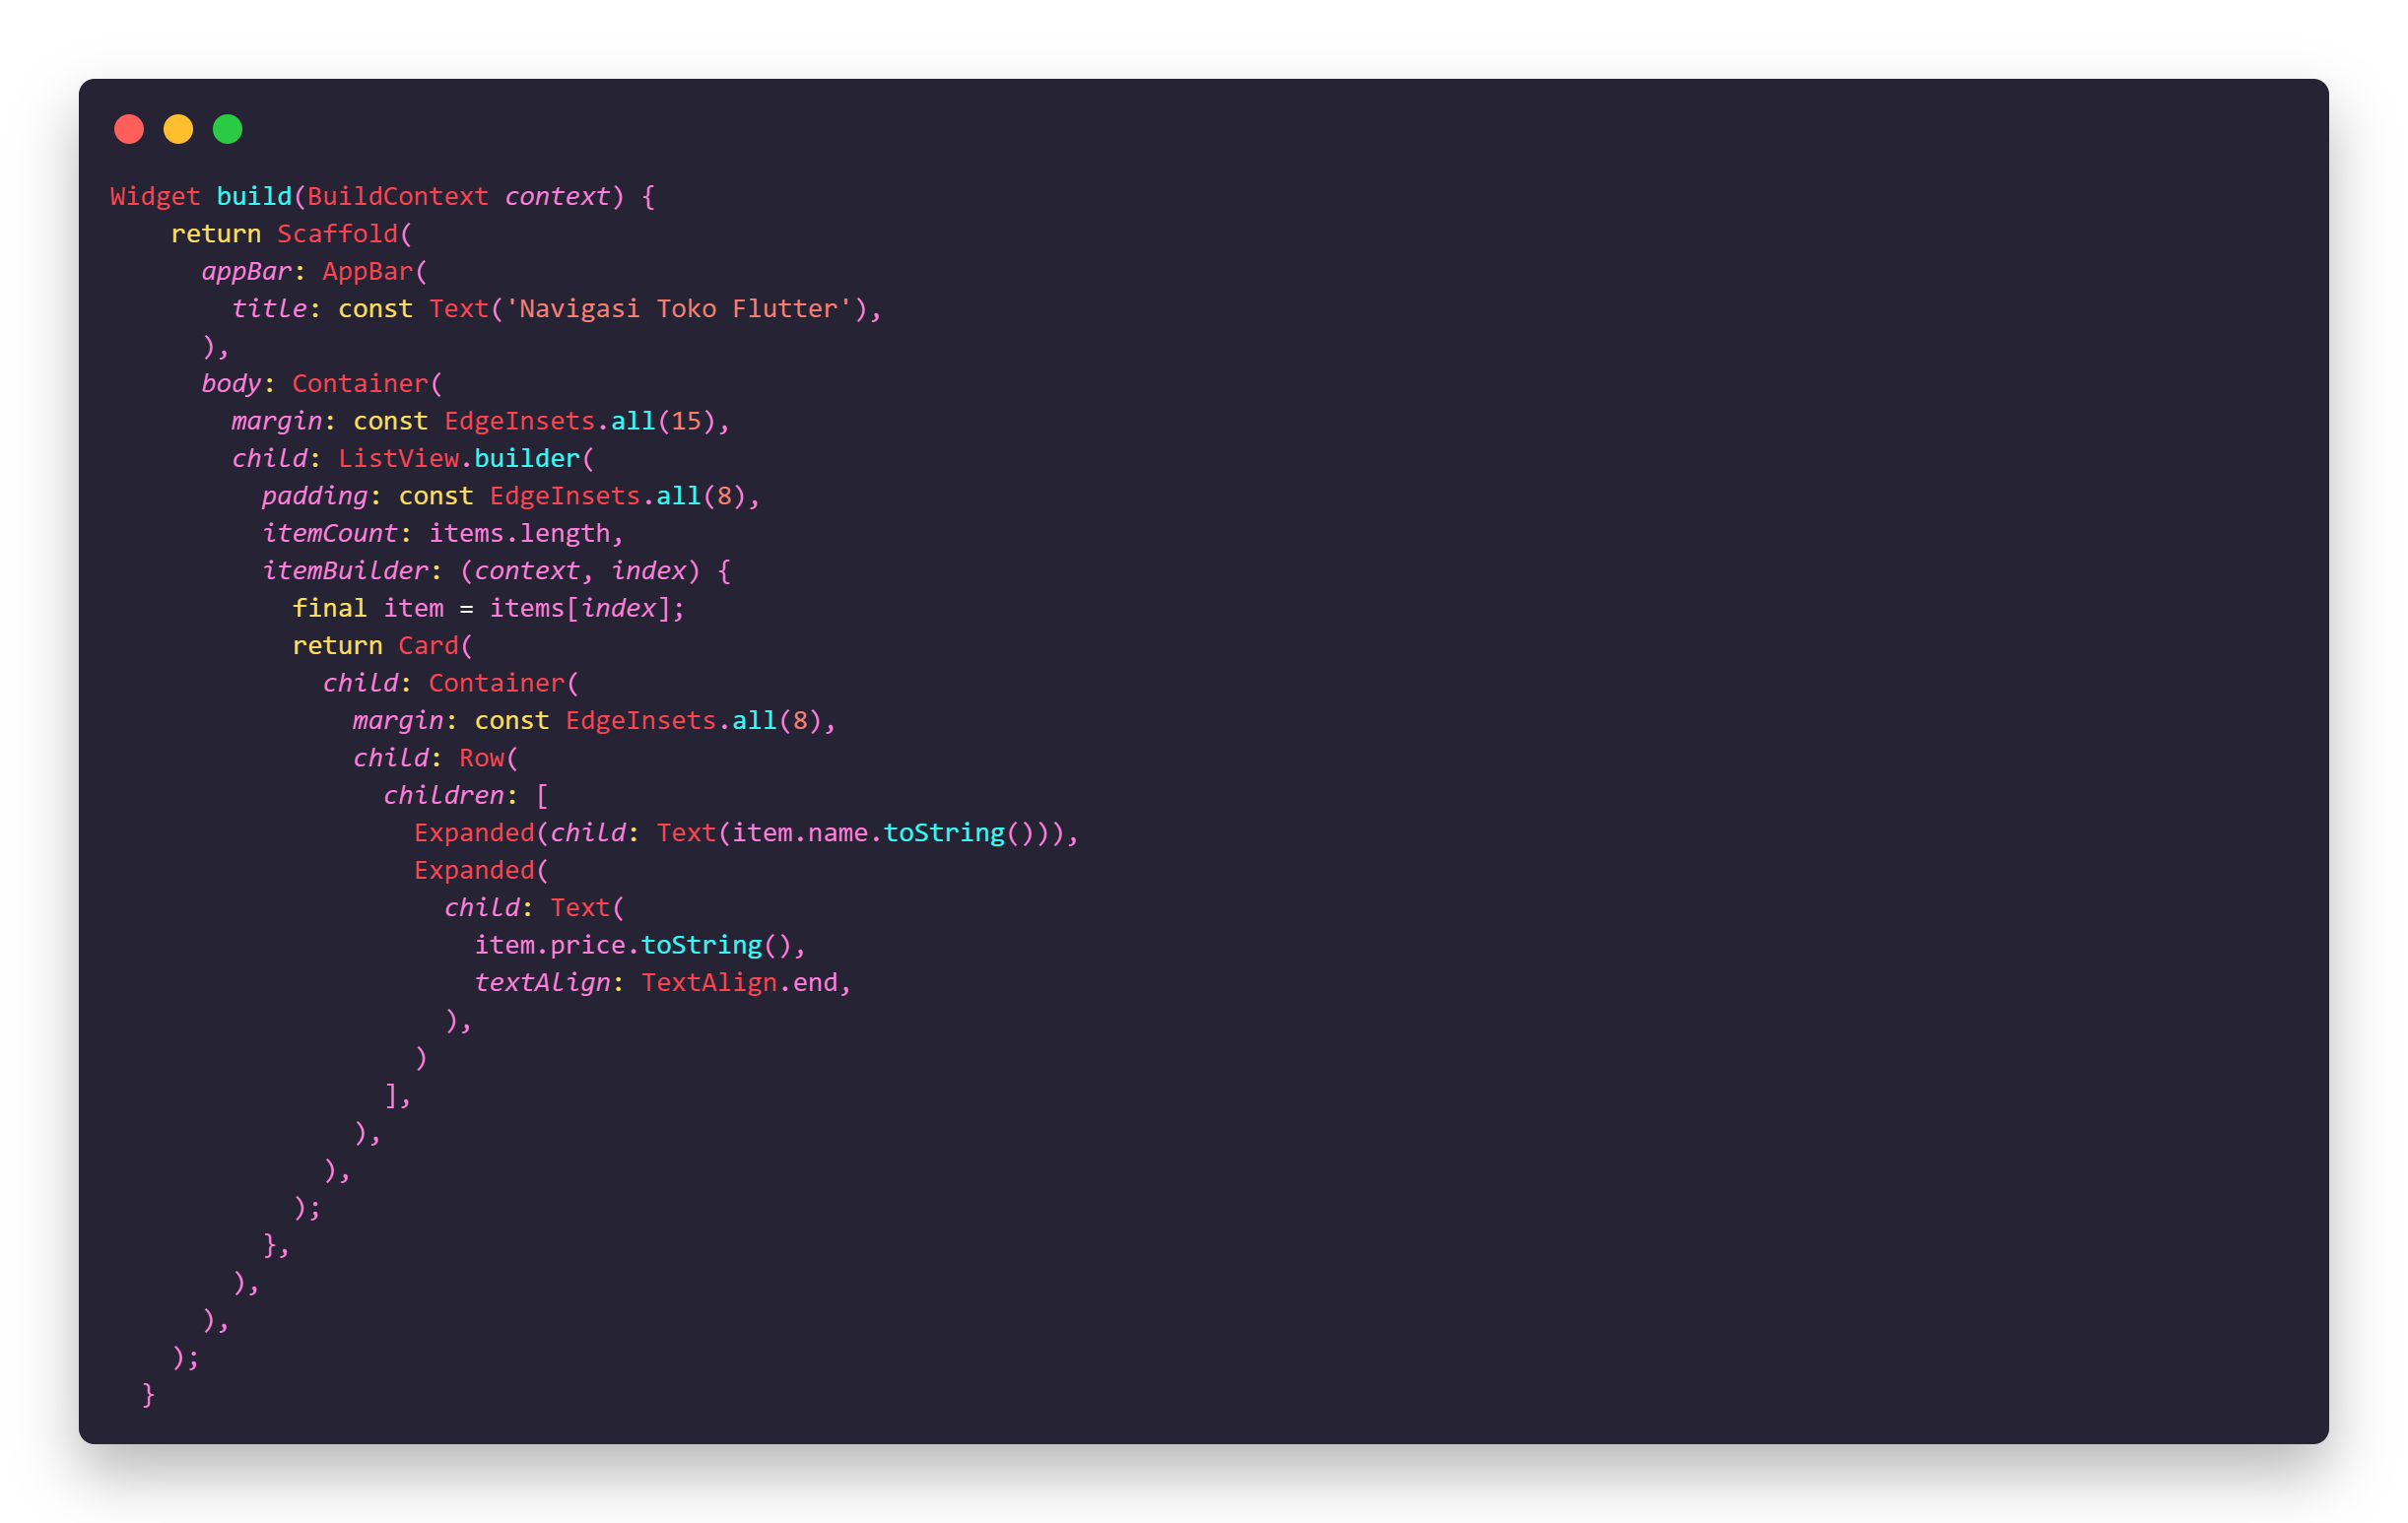 Widget build(BuildContext context) {
    return Scaffold(
      appBar: AppBar(
        title: const Text('Navigasi Toko Flutter'),
      ),
      body: Container(
        margin: const EdgeInsets.all(15),
        child: ListView.builder(
          padding: const EdgeInsets.all(8),
          itemCount: items.length,
          itemBuilder: (context, index) {
            final item = items[index];
            return Card(
              child: Container(
                margin: const EdgeInsets.all(8),
                child: Row(
                  children: [
                    Expanded(child: Text(item.name.toString())),
                    Expanded(
                      child: Text(
                        item.price.toString(),
                        textAlign: TextAlign.end,
                      ),
                    )
                  ],
                ),
              ),
            );
          },
        ),
      ),
    );
  }